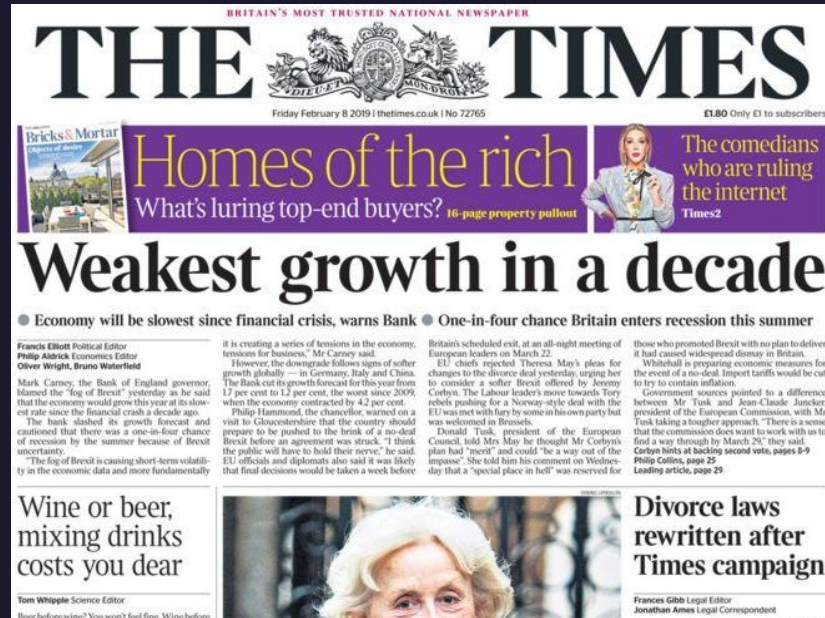 BRITAIN'S MOST TRUSTED NATIONAL NEWSPAPER
THE TIMES
DIEU ET MON DROIT
Friday February 8 2019 | thetimes.co.uk | No 72765
£1.80 Only £1 to subscribers
Bricks & Mortar
Objects of desire
Homes of the rich
What's luring top-end buyers? 16-page property pullout
The comedians
who are ruling
the internet
Times2
Weakest growth in a decade
● Economy will be slowest since financial crisis, warns Bank ● One-in-four chance Britain enters recession this summer
Francis Elliott Political Editor
Philip Aldrick Economics Editor
Oliver Wright, Bruno Waterfield
Mark Carney, the Bank of England governor,
blamed the "fog of Brexit" yesterday as he said
that the economy would grow this year at its slow-
est rate since the financial crash a decade ago.
The bank slashed its growth forecast and
cautioned that there was a one-in-four chance
of recession by the summer because of Brexit
uncertainty.
"The fog of Brexit is causing short-term volatili-
ty in the economic data and more fundamentally
it is creating a series of tensions in the economy,
tensions for business," Mr Carney said.
However, the downgrade follows signs of softer
growth globally — in Germany, Italy and China.
The Bank cut its growth forecast for this year from
1.7 per cent to 1.2 per cent, the worst since 2009,
when the economy contracted by 4.2 per cent.
Philip Hammond, the chancellor, warned on a
visit to Gloucestershire that the country should
prepare to be pushed to the brink of a no-deal
Brexit before an agreement was struck. "I think
the public will have to hold their nerve," he said.
EU officials and diplomats also said it was likely
that final decisions would be taken a week before
Britain's scheduled exit, at an all-night meeting of
European leaders on March 22.
EU chiefs rejected Theresa May's pleas for
changes to the divorce deal yesterday, urging her
to consider a softer Brexit offered by Jeremy
Corbyn. The Labour leader's move towards Tory
rebels pushing for a Norway-style deal with the
EU was met with fury by some in his own party but
was welcomed in Brussels.
Donald Tusk, president of the European
Council, told Mrs May he thought Mr Corbyn's
plan had "merit" and could "be a way out of the
impasse". She told him his comment on Wednes-
day that a "special place in hell" was reserved for
those who promoted Brexit with no plan to deliver
it had caused widespread dismay in Britain.
Whitehall is preparing economic measures for
the event of a no-deal. Import tariffs would be cut
to try to contain inflation.
Government sources pointed to a difference
between Mr Tusk and Jean-Claude Juncker,
president of the European Commission, with Mr
Tusk taking a tougher approach. "There is a sense
that the commission does want to work with us to
find a way through by March 29," they said.
Corbyn hints at backing second vote, pages 8-9
Philip Collins, page 25
Leading article, page 29
Wine or beer,
mixing drinks
costs you dear
Tom Whipple Science Editor
Beer before wine? You won't feel fine. Wine before
Divorce laws
rewritten after
Times campaign
Frances Gibb Legal Editor
Jonathan Ames Legal Correspondent